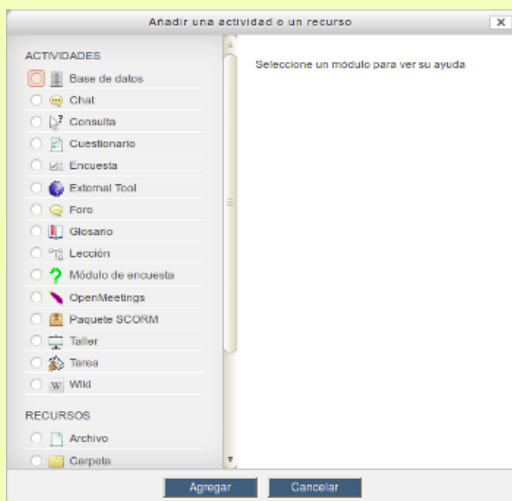 Añadir una actividad o un recurso
ACTIVIDADES
Seleccione un módulo para ver su ayuda
Base de datos
Chat
Consulta
Cuestionario
Encuesta
External Tool
Foro
Glosario
Lección
Módulo de encuesta
OpenMeetings
Paquete SCORM
Taller
Tarea
Wiki
RECURSOS
Archivo
Carpeta
Agregar Cancelar